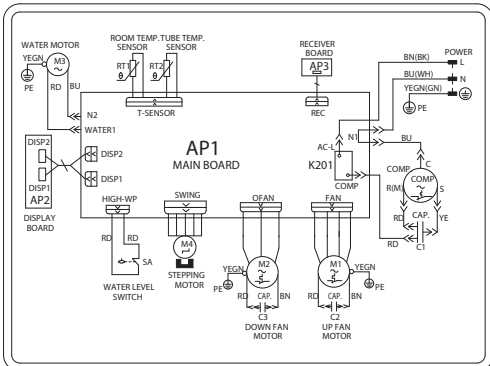 ROOM TEMP. TUBE TEMP.
SENSOR SENSOR
WATER MOTOR
YEGN
M3
PE
RD BU
RT1 RT2
θ θ
T-SENSOR
RECEIVER
BOARD
AP3
REC
POWER
BN(BK) L
BU(WH) N
YEGN(GN)
PE
N2
WATER1
AP1
MAIN BOARD
AC-L
N1
K201
COMP
BU
C
COMP
COMP
R(M) S
RD CAP. YE
C1
RD
DISP2
DISP1
AP2
DISPLAY
BOARD
DISP2
DISP1
HIGH-WP
RD RD
SA
WATER LEVEL
SWITCH
SWING
M4
STEPPING
MOTOR
OFAN
YEGN
M2
PE
RD CAP. BN
C3
DOWN FAN
MOTOR
FAN
M1
YEGN
PE
RD CAP. BN
C2
UP FAN
MOTOR